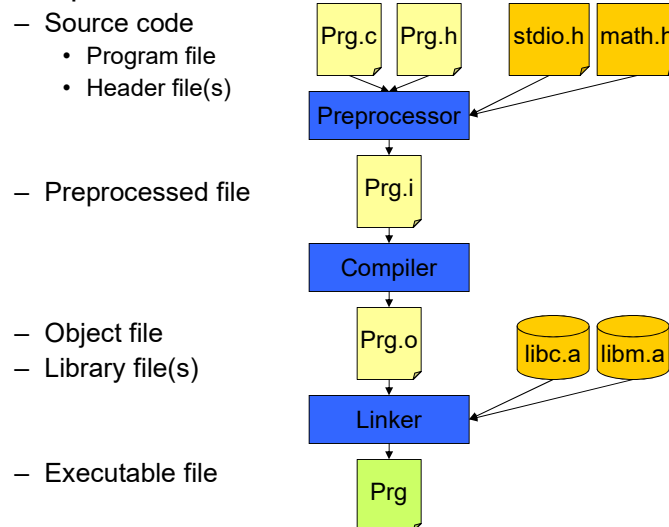 – Source code
• Program file
• Header file(s)
Prg.c Prg.h stdio.h math.h
Preprocessor
– Preprocessed file
Prg.i
Compiler
– Object file
– Library file(s)
Prg.o
libc.a libm.a
Linker
– Executable file
Prg